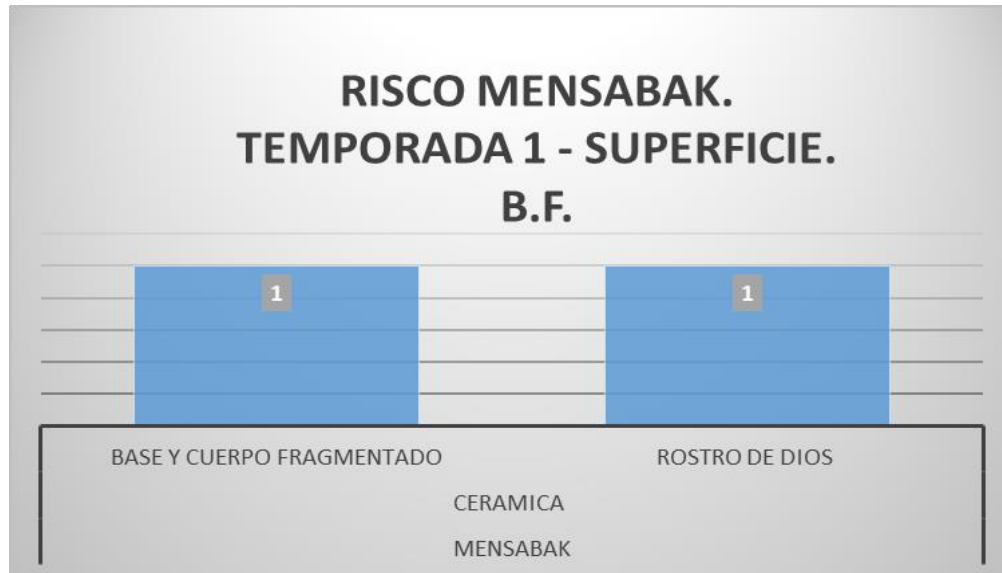 RISCO MENSABAK.
TEMPORADA 1 - SUPERFICIE.
B.F.
1 1
BASE Y CUERPO FRAGMENTADO ROSTRO DE DIOS
CERAMICA
MENSABAK